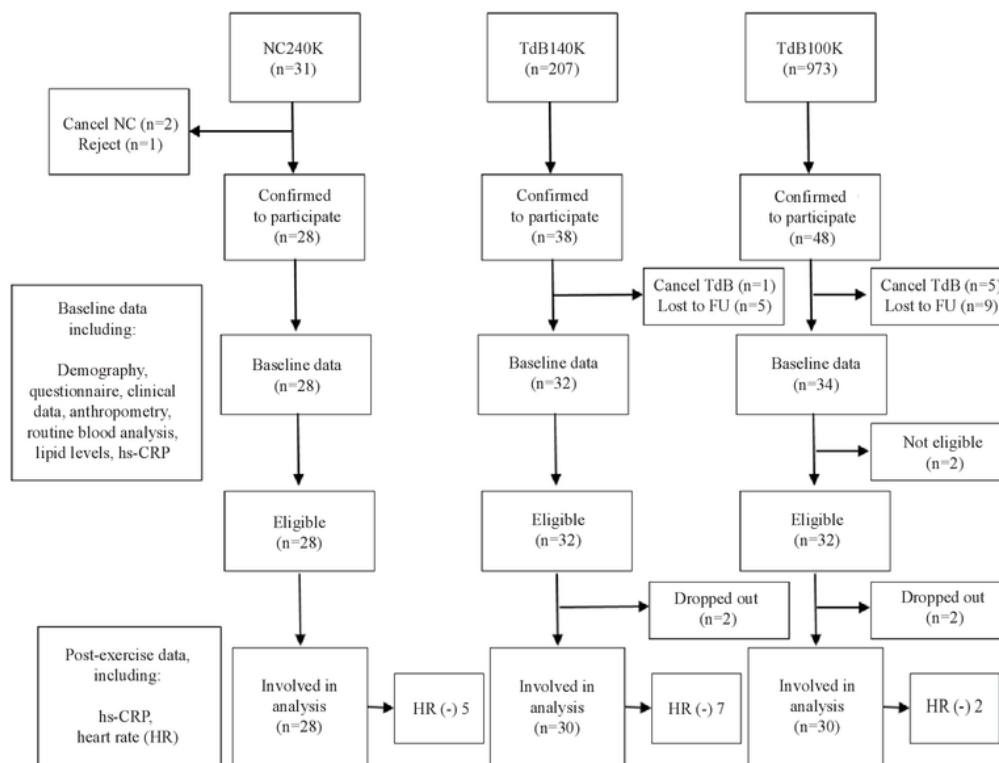 NC240K
(n=31)
TdB140K
(n=207)
TdB100K
(n=973)
Cancel NC (n=2)
Reject (n=1)
Confirmed
to participate
(n=28)
Confirmed
to participate
(n=38)
Confirmed
to participate
(n=48)
Cancel TdB (n=1)
Lost to FU (n=5)
Cancel TdB (n=5)
Lost to FU (n=9)
Baseline data
including:
Demography,
questionnaire, clinical
data, anthropometry,
routine blood analysis,
lipid levels, hs-CRP
Baseline data
(n=28)
Baseline data
(n=32)
Baseline data
(n=34)
Not eligible
(n=2)
Eligible
(n=28)
Eligible
(n=32)
Eligible
(n=32)
Dropped out
(n=2)
Dropped out
(n=2)
Post-exercise data,
including:
hs-CRP,
heart rate (HR)
Involved in
analysis
(n=28)
HR (-) 5
Involved in
analysis
(n=30)
HR (-) 7
Involved in
analysis
(n=30)
HR (-) 2